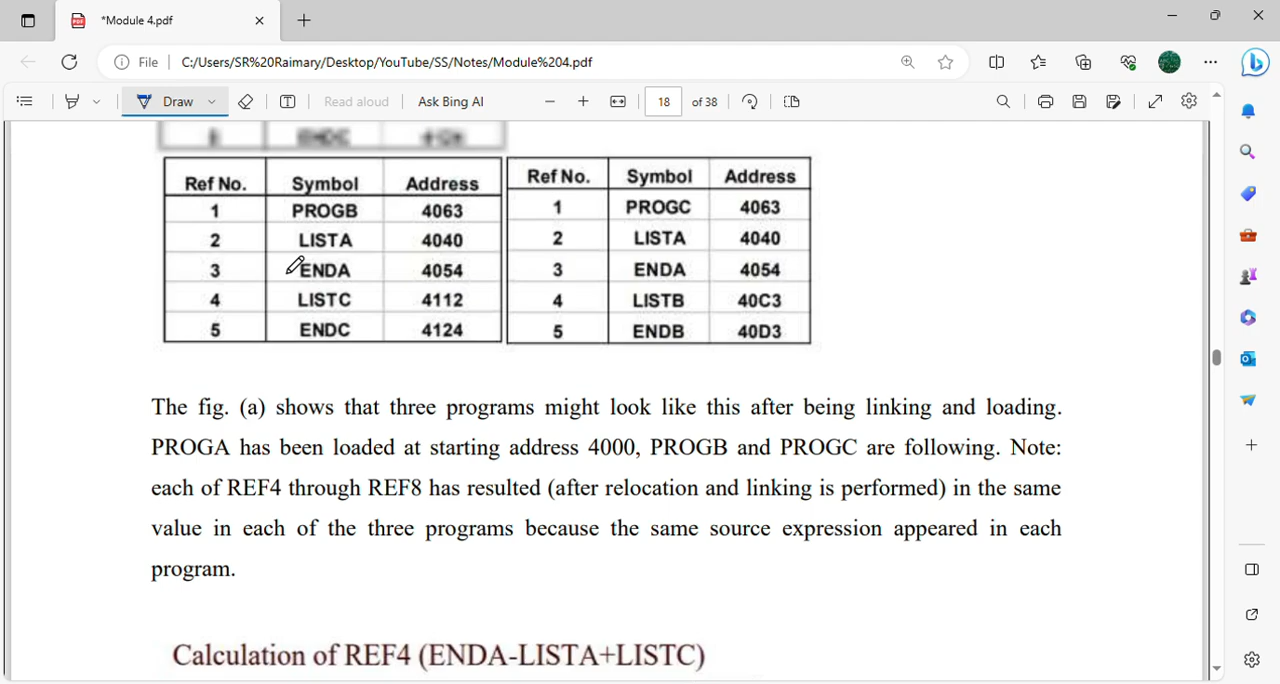 *Module 4.pdf
File | C:/Users/SR%20Raimary/Desktop/YouTube/SS/Notes/Module%204.pdf
Draw Read aloud Ask Bing AI 18 of 38
Ref No. Symbol Address
1 PROGB 4063
2 LISTA 4040
3 ENDA 4054
4 LISTC 4112
5 ENDC 4124
Ref No. Symbol Address
1 PROGC 4063
2 LISTA 4040
3 ENDA 4054
4 LISTB 40C3
5 ENDB 40D3
The fig. (a) shows that three programs might look like this after being linking and loading.
PROGA has been loaded at starting address 4000, PROGB and PROGC are following. Note:
each of REF4 through REF8 has resulted (after relocation and linking is performed) in the same
value in each of the three programs because the same source expression appeared in each
program.
Calculation of REF4 (ENDA-LISTA+LISTC)